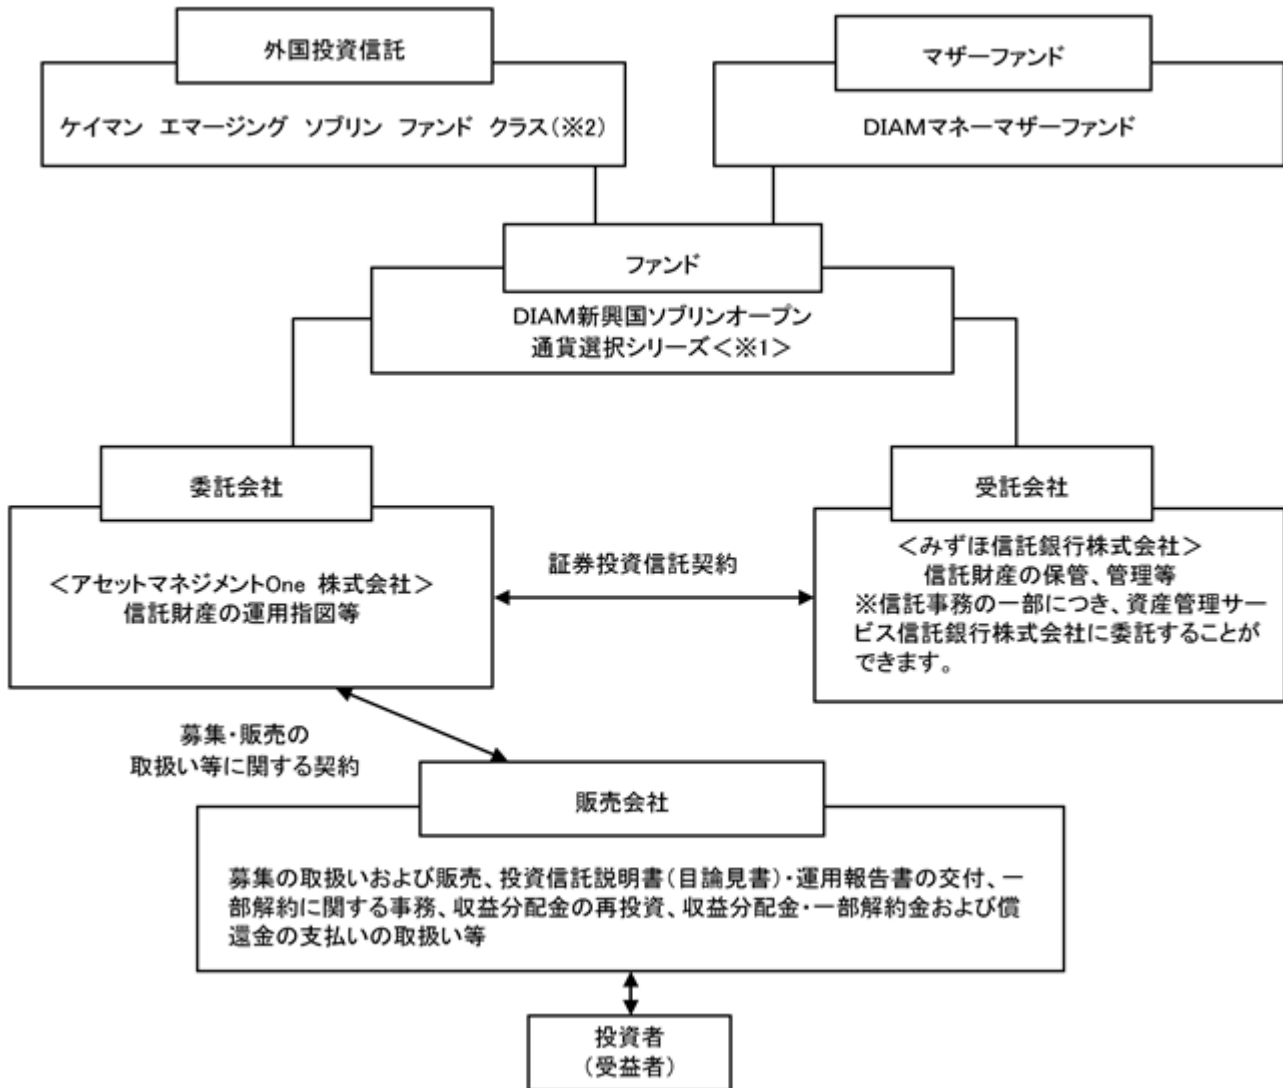 外国投資信託
ケイマン エマージング ソブリン ファンド クラス(※2)
マザーファンド
DIAMマネーマザーファンド
ファンド
DIAM新興国ソブリンオープン
通貨選択シリーズ<※1>
委託会社
<アセットマネジメントOne 株式会社>
信託財産の運用指図等
証券投資信託契約
受託会社
<みずほ信託銀行株式会社>
信託財産の保管、管理等
※信託事務の一部につき、資産管理サー
ビス信託銀行株式会社に委託することが
できます。
募集・販売の
取扱い等に関する契約
販売会社
募集の取扱いおよび販売、投資信託説明書(目論見書)・運用報告書の交付、一
部解約に関する事務、収益分配金の再投資、収益分配金・一部解約金および償
還金の支払いの取扱い等
投資者
(受益者)